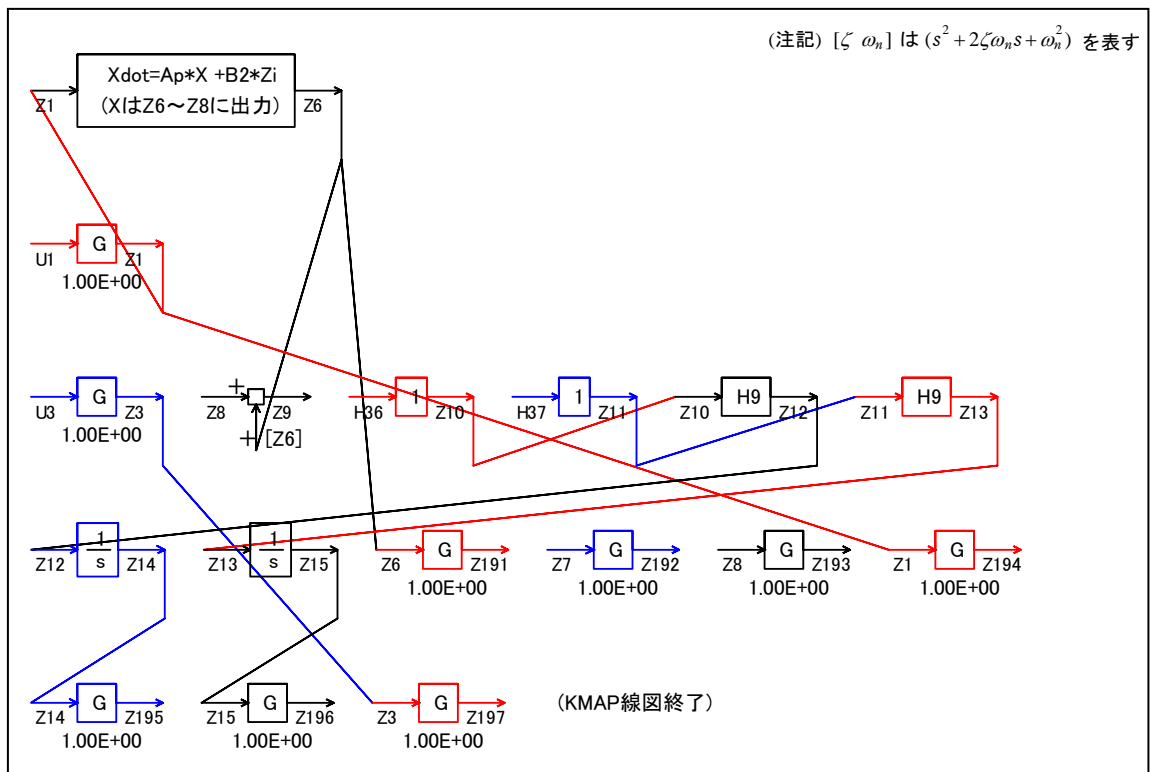 (注記) [ζ ωn] は (s^2+2ζωns+ωn^2) を表す
Xdot=Ap*X +B2*Zi
(XはZ6～Z8に出力)
Z1
Z6
G
U1
Z1
1.00E+00
G
U3
Z3
1.00E+00
+
Z8
Z9
+
[Z6]
1
H36
Z10
1
H37
Z11
H9
Z10
Z12
H9
Z11
Z13
1
s
Z12
Z14
1
s
Z13
Z15
G
Z6
Z191
1.00E+00
G
Z7
Z192
1.00E+00
G
Z8
Z193
1.00E+00
G
Z1
Z194
1.00E+00
G
Z14
Z195
1.00E+00
G
Z15
Z196
1.00E+00
G
Z3
Z197
1.00E+00
(KMAP線図終了)